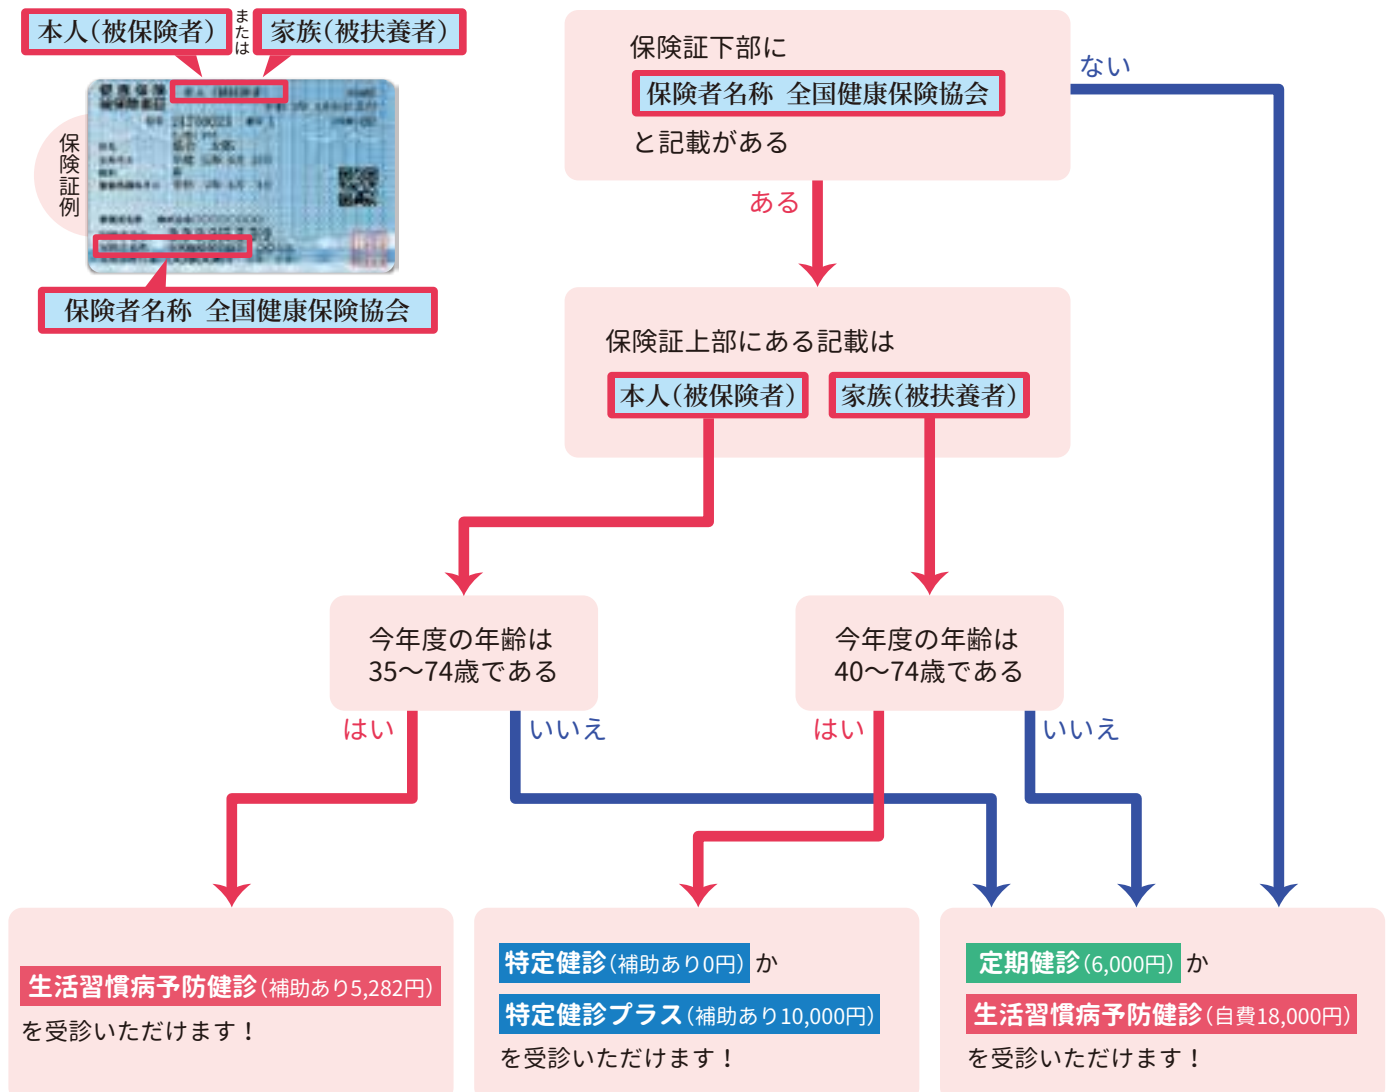 本人(被保険者)
または
家族(被扶養者)
保険証例
健康保険
被保険者証
保険者名称 全国健康保険協会
保険証下部に
保険者名称 全国健康保険協会
と記載がある
ない
ある
保険証上部にある記載は
本人(被保険者)
家族(被扶養者)
今年度の年齢は
35〜74歳である
今年度の年齢は
40〜74歳である
はい
いいえ
はい
いいえ
生活習慣病予防健診(補助あり5,282円)
を受診いただけます！
特定健診(補助あり0円)か
特定健診プラス(補助あり10,000円)
を受診いただけます！
定期健診(6,000円)か
生活習慣病予防健診(自費18,000円)
を受診いただけます！